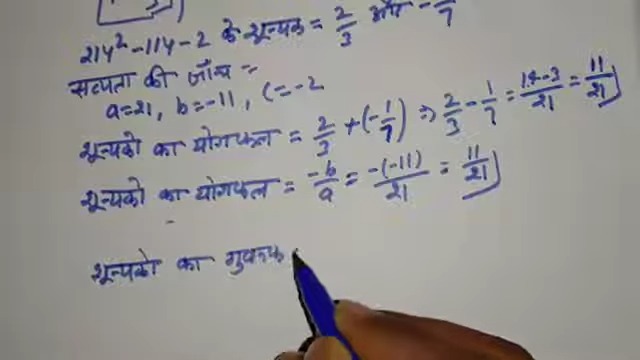 21y² - 11y - 2 के शून्यक = 2/3 और - 1/7
सत्यता की जाँच :-
a = 21, b = -11, c = -2
शून्यको का योगफल = 2/3 + (-1/7) ⇒ 2/3 - 1/7 = 14-3/21 = 11/21
शून्यको का योगफल = -b/a = -(-11)/21 = 11/21
शून्यको का गुणनफ